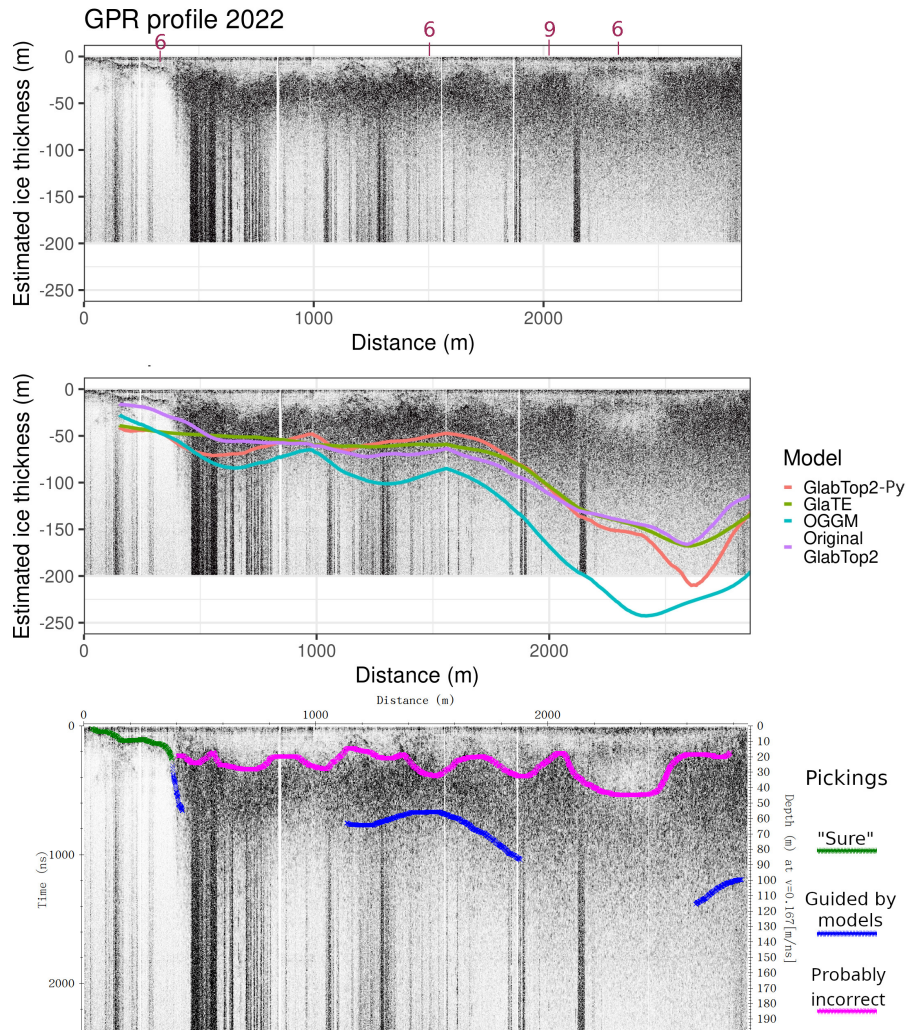 GPR profile 2022
6
6
9
6
Estimated ice thickness (m)
0
-50
-100
-150
-200
-250
0
1000
2000
Distance (m)
Estimated ice thickness (m)
0
-50
-100
-150
-200
-250
0
1000
2000
Distance (m)
Model
GlabTop2-Py
GlaTE
OGGM
Original
GlabTop2
Distance (m)
0
1000
2000
Time (ns)
0
1000
2000
0
10
20
30
40
50
60
70
80
90
100
110
120
130
140
150
160
170
180
190
Depth (m) at v=0.167[m/ns]
Pickings
"Sure"
Guided by
models
Probably
incorrect